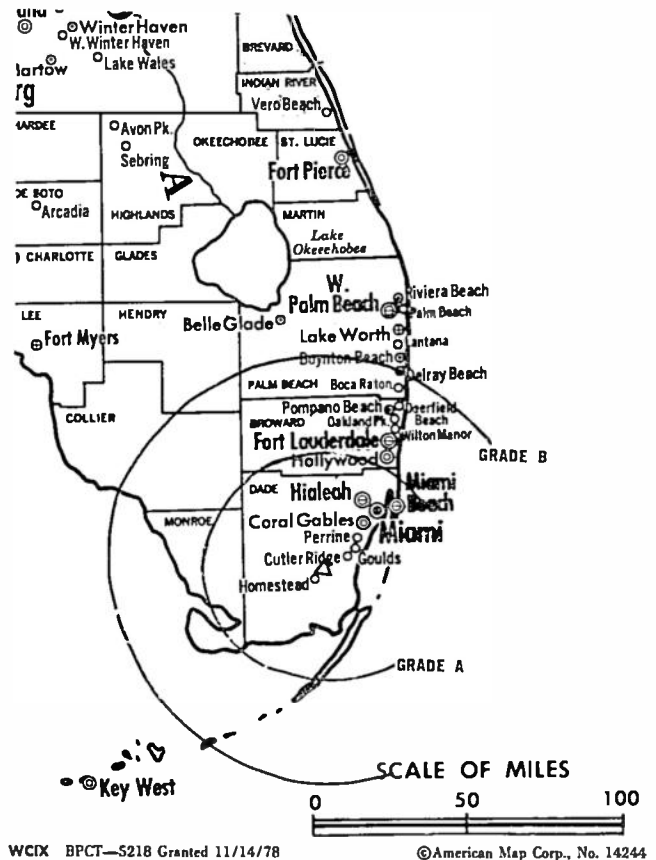 Winter Haven
W. Winter Haven
Lake Wales
BREVARD
INDIAN RIVER
Vero Beach
Avon Pk.
Sebring
OKEECHOBEE
ST. LUCIE
Fort Pierce
Arcadia
HIGHLANDS
MARTIN
Lake
Okeechobee
CHARLOTTE
GLADES
W.
Palm Beach
Riviera Beach
Palm Beach
LEE
HENDRY
Belle Glade
Fort Myers
Lake Worth
Lantana
Boynton Beach
Delray Beach
PALM BEACH
Boca Raton
COLLIER
Pompano Beach
Deerfield
Beach
BROWARD
Oakland Pk.
Fort Lauderdale
Wilton Manor
Hollywood
GRADE B
DADE
Hialeah
Miami
Beach
MONROE
Coral Gables
Miami
Perrine
Cutler Ridge
Goulds
Homestead
GRADE A
Key West
SCALE OF MILES
0 50 100
WCIX BPCT—5218 Granted 11/14/78
©American Map Corp., No. 14244